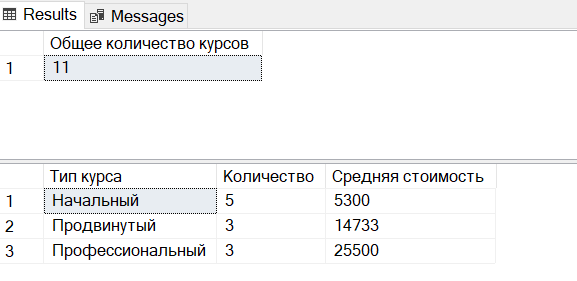 Results Messages
Общее количество курсов
1 11
Тип курса Количество Средняя стоимость
1 Начальный 5 5300
2 Продвинутый 3 14733
3 Профессиональный 3 25500